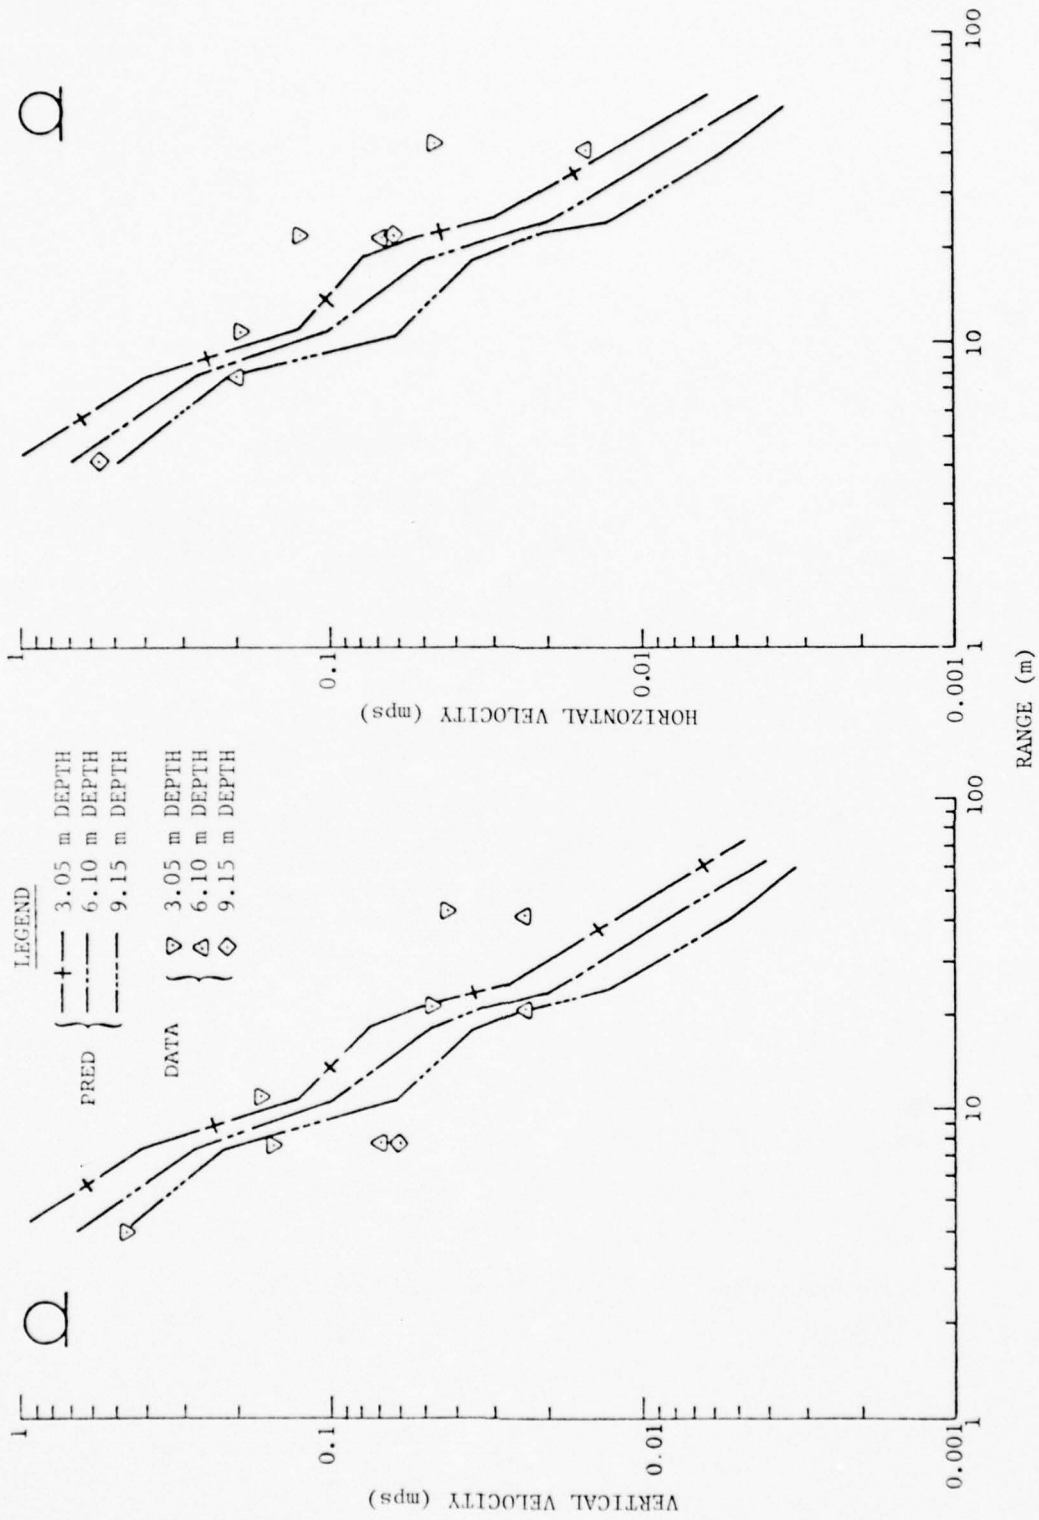 LEGEND
PRED
3.05 m DEPTH
6.10 m DEPTH
9.15 m DEPTH
DATA
3.05 m DEPTH
6.10 m DEPTH
9.15 m DEPTH
VERTICAL VELOCITY (mps)
1
0.1
0.01
0.001
1
10
100
HORIZONTAL VELOCITY (mps)
1
0.1
0.01
0.001
1
10
100
RANGE (m)